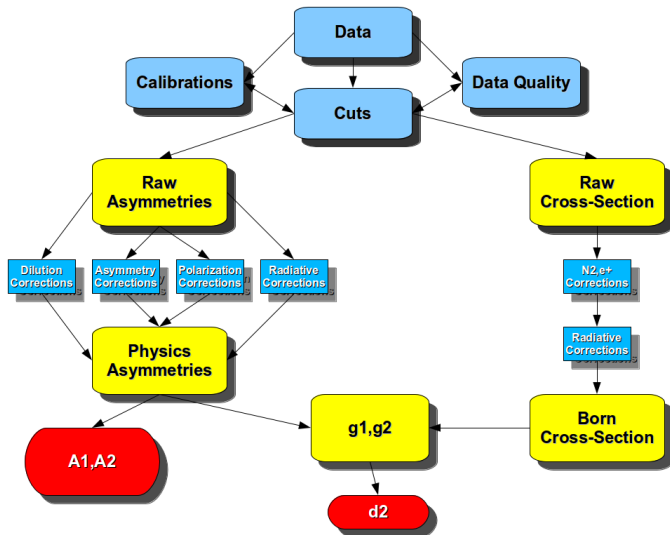 Data
Calibrations
Data Quality
Cuts
Raw
Asymmetries
Raw
Cross-Section
Dilution
Corrections
Asymmetry
Corrections
Polarization
Corrections
Radiative
Corrections
N2,e+
Corrections
Radiative
Corrections
Physics
Asymmetries
g1,g2
Born
Cross-Section
A1,A2
d2